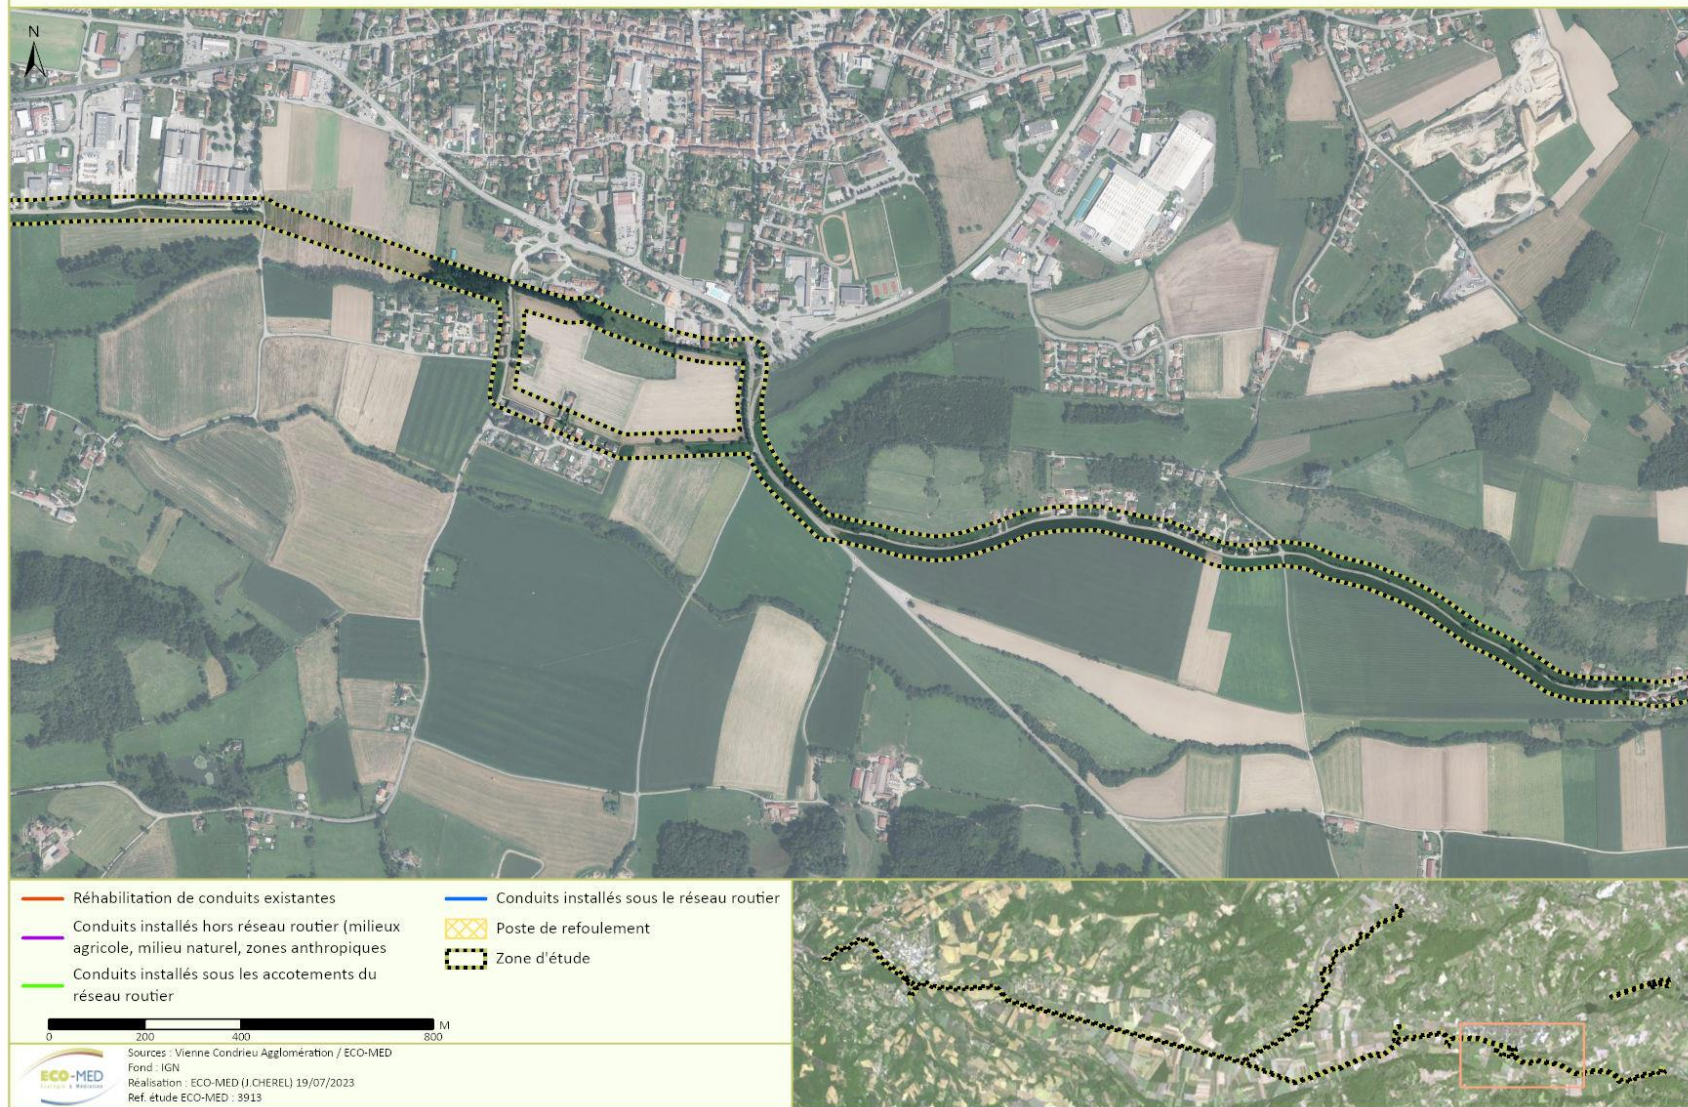 N
Réhabilitation de conduits existantes
Conduits installés hors réseau routier (milieux
agricole, milieu naturel, zones anthropiques
Conduits installés sous les accotements du
réseau routier
Conduits installés sous le réseau routier
Poste de refoulement
Zone d'étude
M
0 200 400 800
ECO-MED
Ecologie & Médiation
Sources : Vienne Condrieu Agglomération / ECO-MED
Fond : IGN
Réalisation : ECO-MED (J.CHEREL) 19/07/2023
Ref. étude ECO-MED : 3913